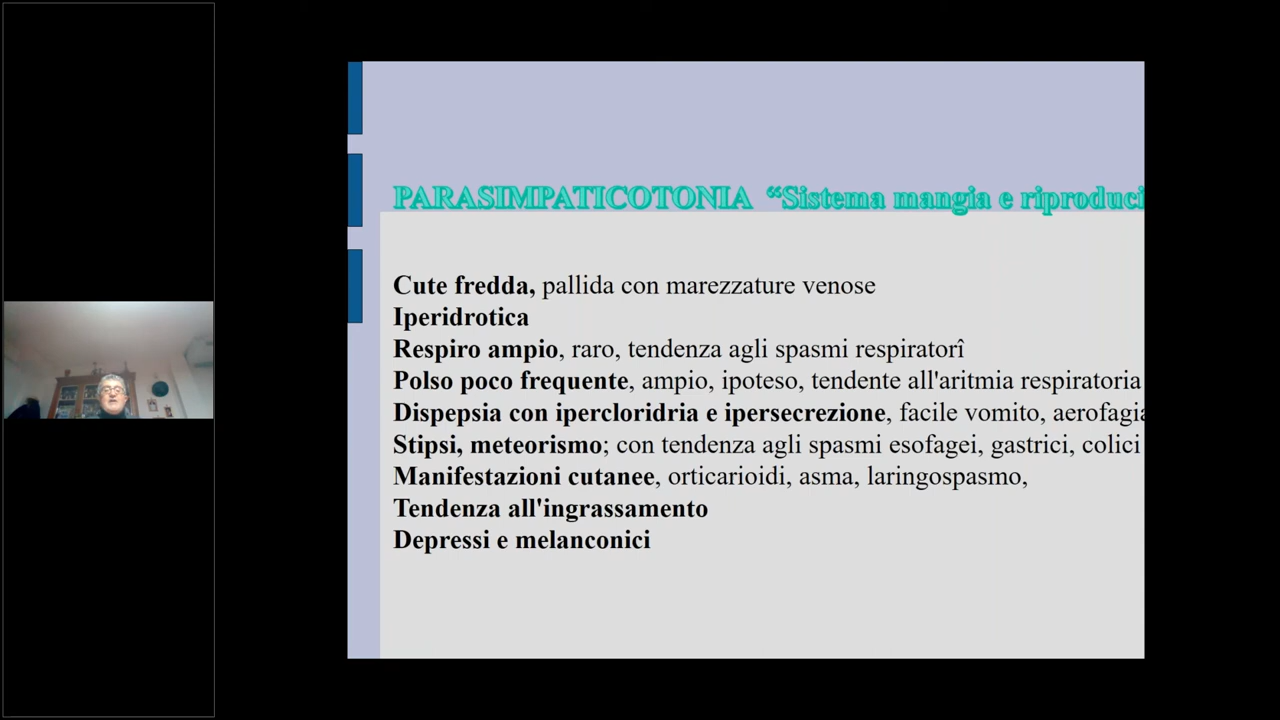 PARASIMPATICOTONIA “Sistema mangia e riproduci
Cute fredda, pallida con marezzature venose
Iperidrotica
Respiro ampio, raro, tendenza agli spasmi respiratorî
Polso poco frequente, ampio, ipoteso, tendente all'aritmia respiratoria
Dispepsia con ipercloridria e ipersecrezione, facile vomito, aerofagia
Stipsi, meteorismo; con tendenza agli spasmi esofagei, gastrici, colici
Manifestazioni cutanee, orticarioidi, asma, laringospasmo,
Tendenza all'ingrassamento
Depressi e melanconici